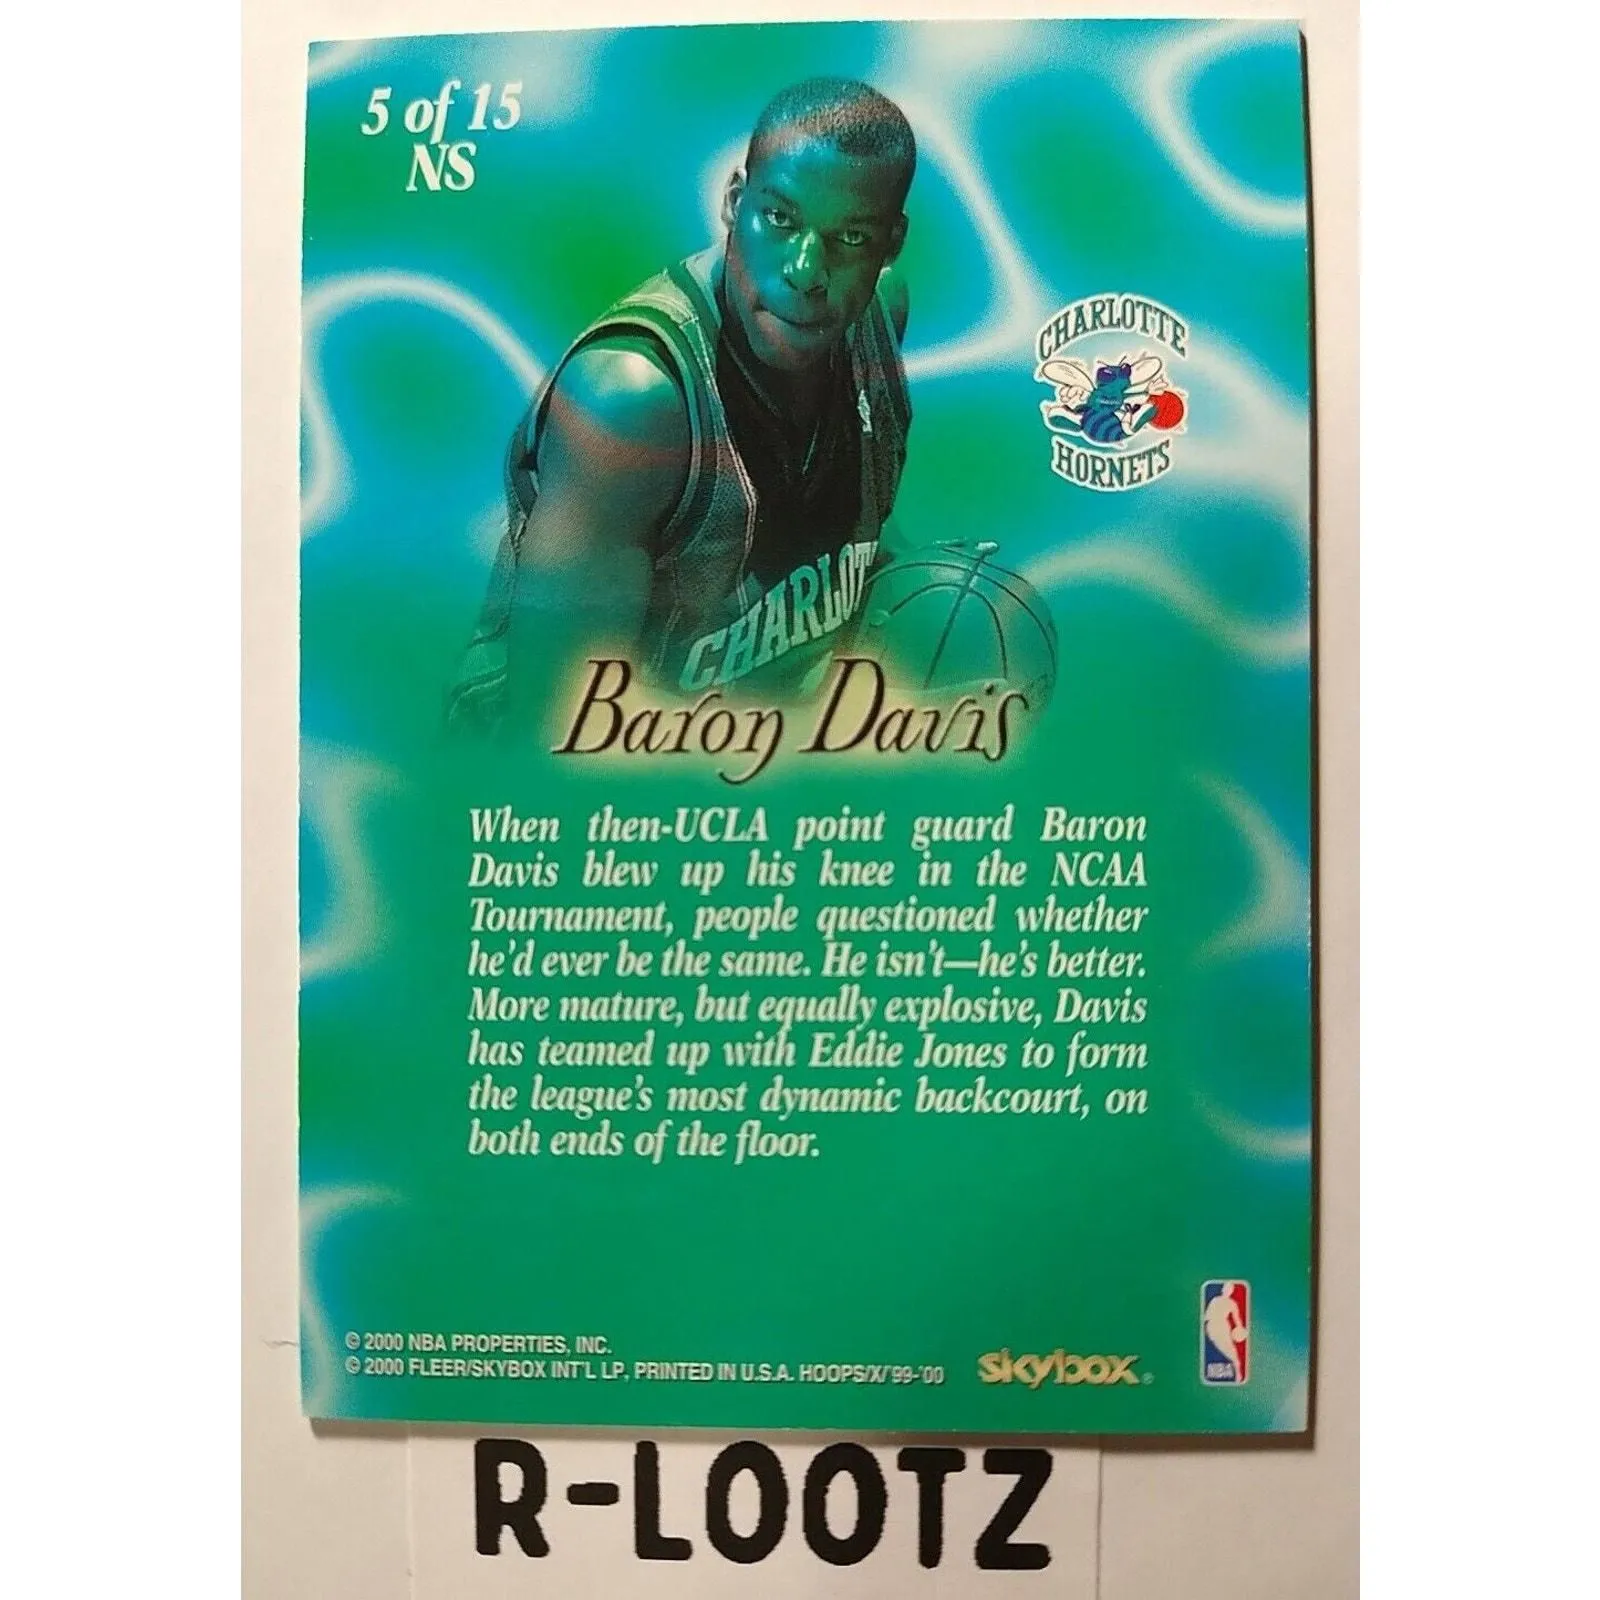 5 of 15
NS
CHARLOTTE
HORNETS
CHARLOT
Baron Davis
When then-UCLA point guard Baron
Davis blew up his knee in the NCAA
Tournament, people questioned whether
he'd ever be the same. He isn't—he's better.
More mature, but equally explosive, Davis
has teamed up with Eddie Jones to form
the league's most dynamic backcourt, on
both ends of the floor.
© 2000 NBA PROPERTIES, INC.
© 2000 FLEER/SKYBOX INT'L LP. PRINTED IN U.S.A. HOOPS/X/'99-'00
skybox®
NBA
R-LOOTZ